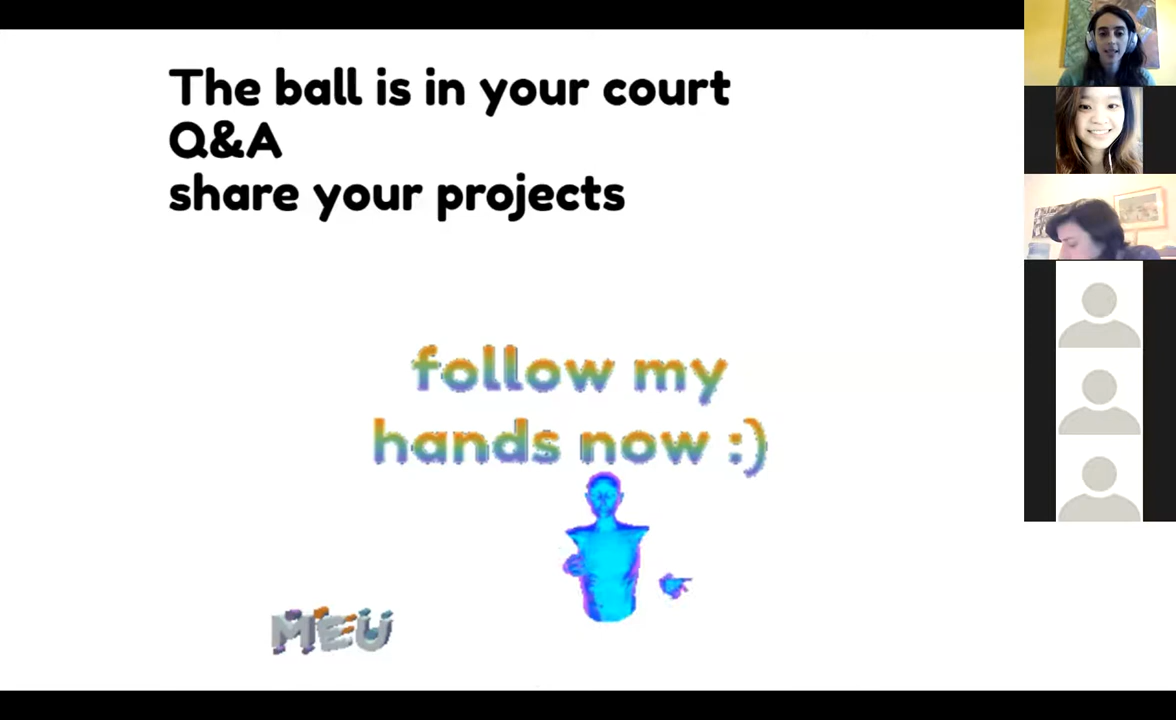 The ball is in your court
Q&A
share your projects
follow my
hands now :)
MEU